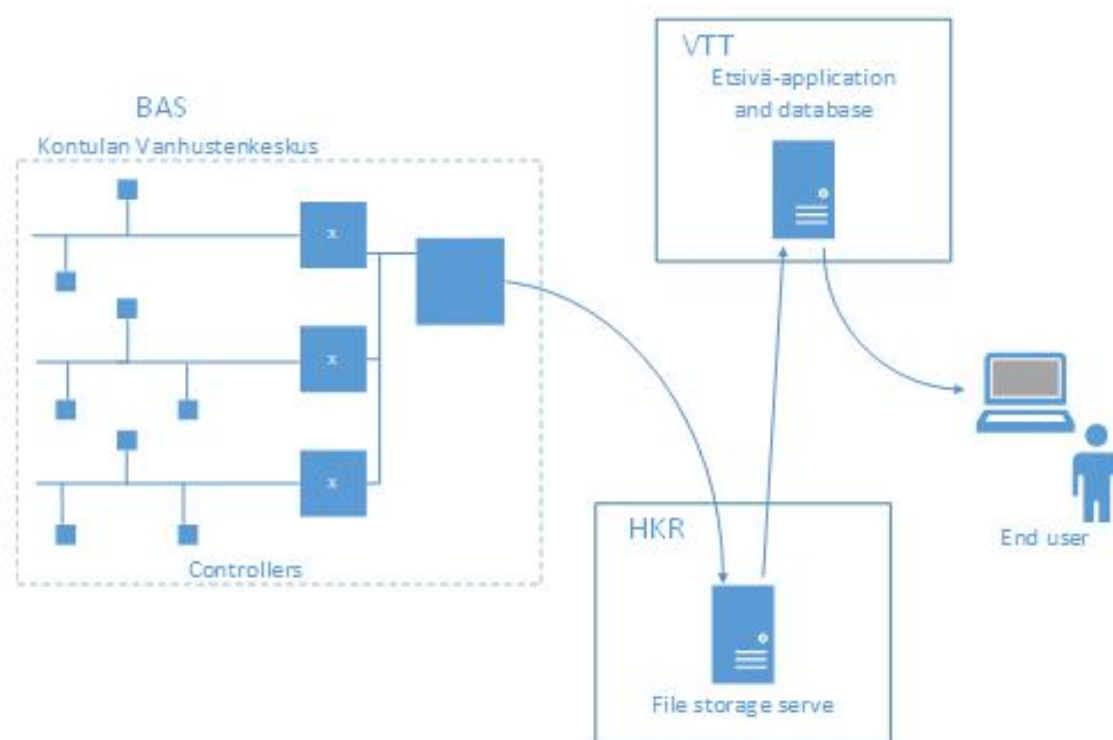 BAS
Kontulan Vanhustenkeskus
x
x
x
Controllers
VTT
Etsivä-application
and database
HKR
File storage serve
End user